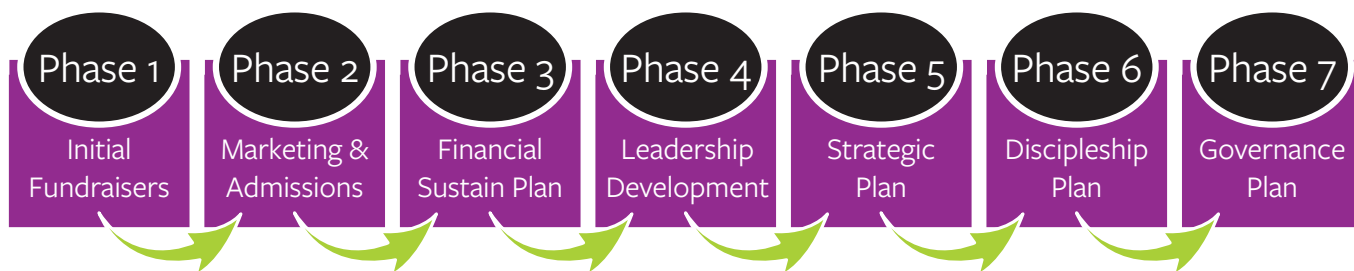 Phase 1
Initial
Fundraisers
Phase 2
Marketing &
Admissions
Phase 3
Financial
Sustain Plan
Phase 4
Leadership
Development
Phase 5
Strategic
Plan
Phase 6
Discipleship
Plan
Phase 7
Governance
Plan